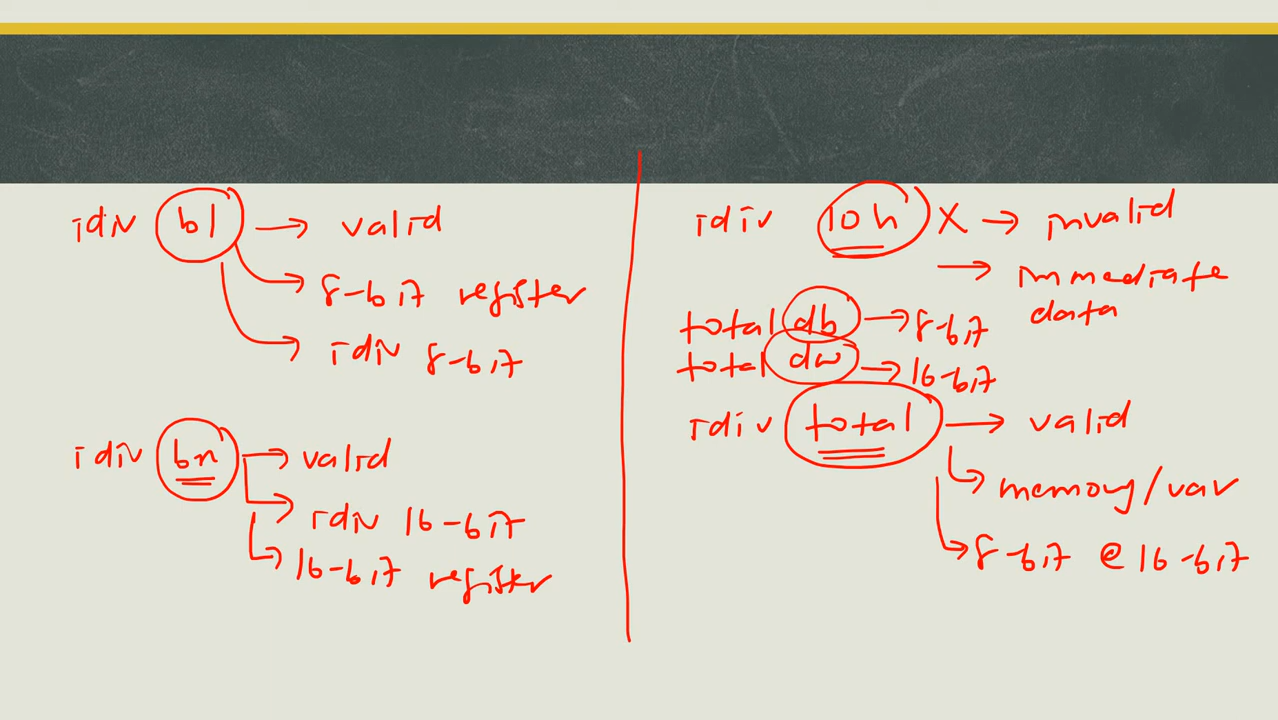 idiv bl → valid
→ 8-bit register
→ idiv 8-bit
idiv bx → valid
→ idiv 16-bit
→ 16-bit register
idiv 10h X → invalid
→ immediate
data
total db → 8-bit
total dw → 16-bit
idiv total → valid
→ memory/var
→ 8-bit @ 16-bit